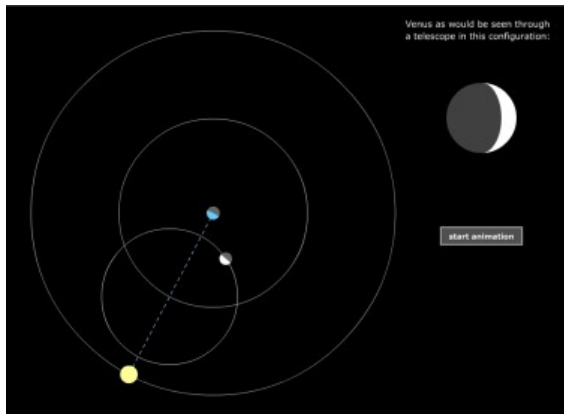 Venus as would be seen through
a telescope in this configuration:
start animation